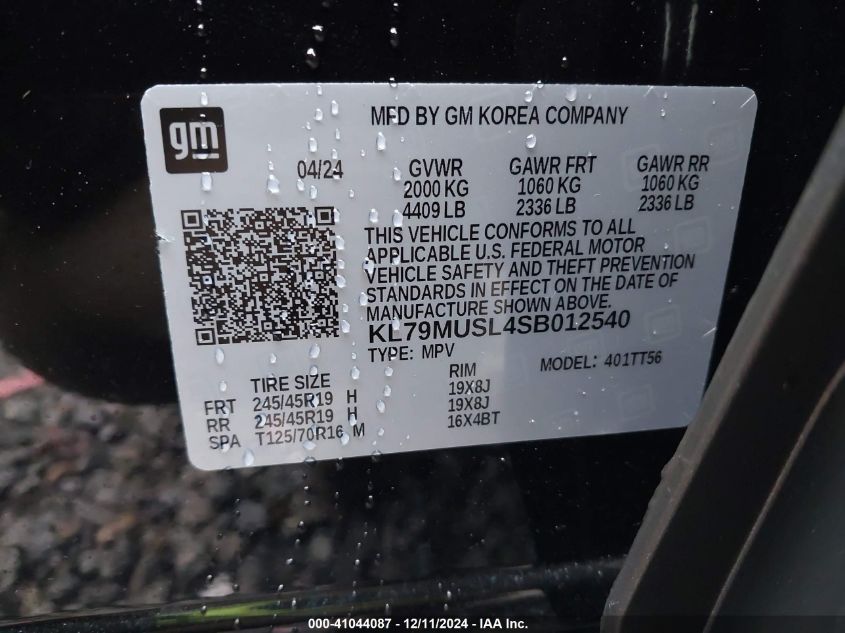 gm
MFD BY GM KOREA COMPANY
04/24 GVWR GAWR FRT GAWR RR
2000 KG 1060 KG 1060 KG
4409 LB 2336 LB 2336 LB
THIS VEHICLE CONFORMS TO ALL
APPLICABLE U.S. FEDERAL MOTOR
VEHICLE SAFETY AND THEFT PREVENTION
STANDARDS IN EFFECT ON THE DATE OF
MANUFACTURE SHOWN ABOVE.
KL79MUSL4SB012540
TYPE: MPV MODEL: 401TT56
TIRE SIZE RIM
FRT 245/45R19 H 19X8J
RR 245/45R19 H 19X8J
SPA T125/70R16 M 16X4BT
000-41044087 - 12/11/2024 - IAA Inc.